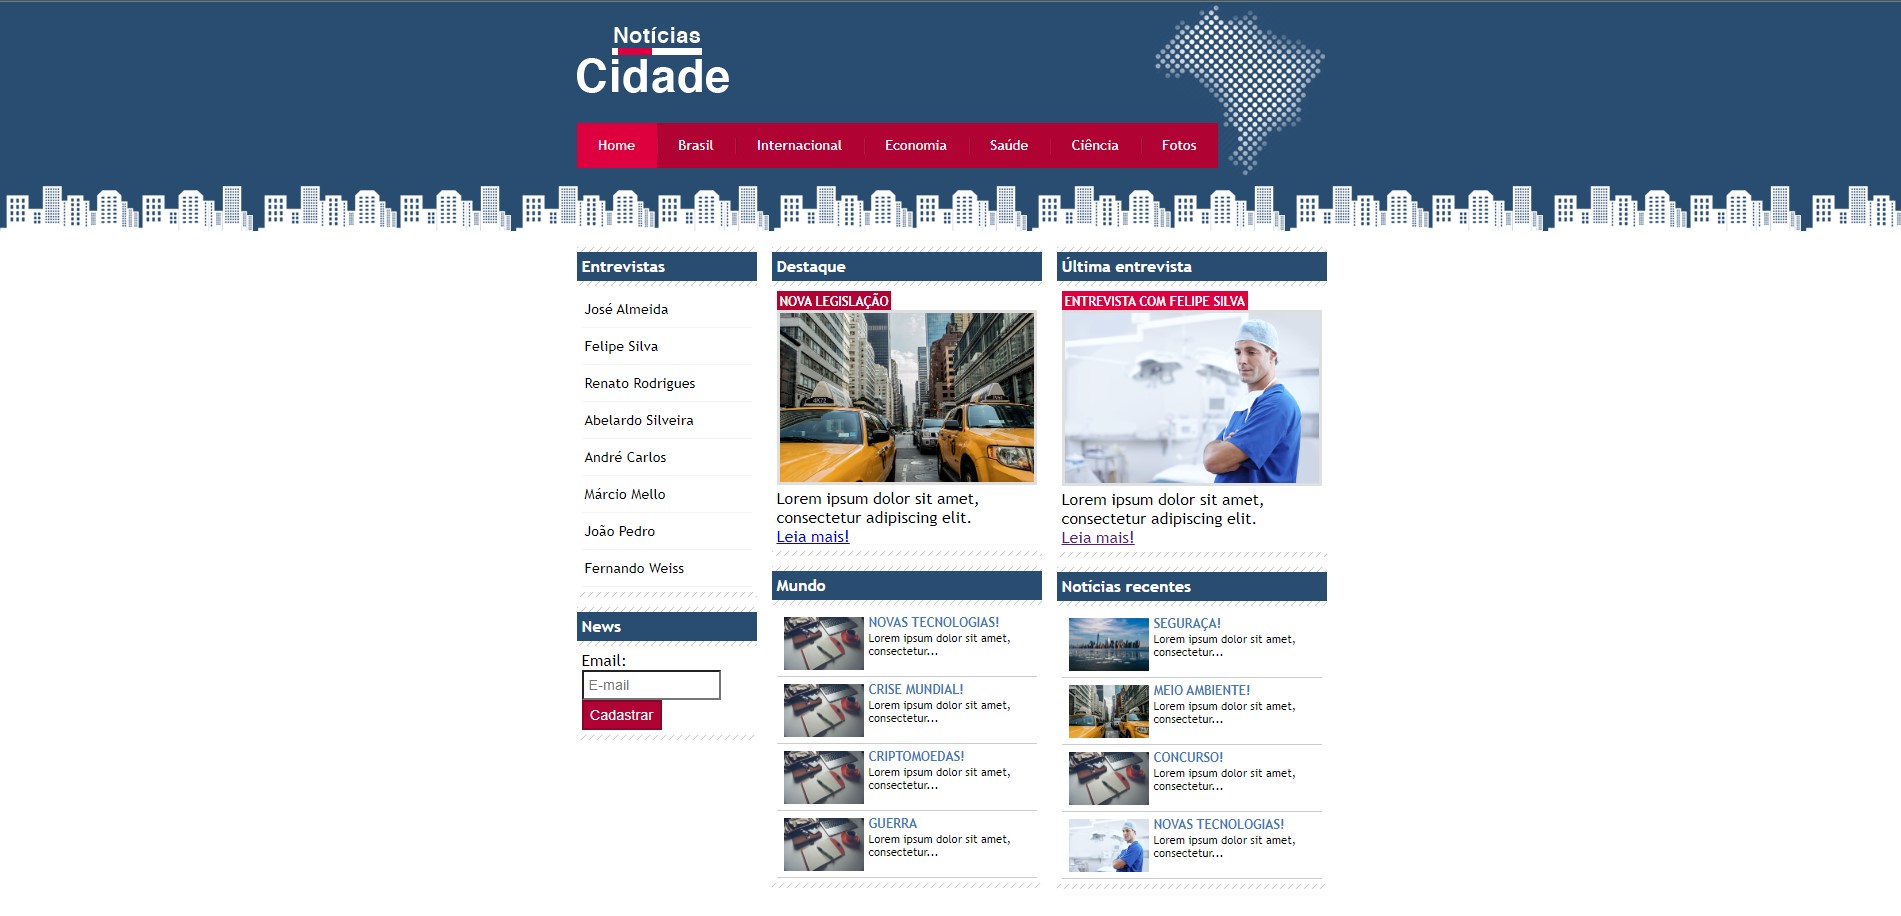 Notícias
Cidade
Home
Brasil
Internacional
Economia
Saúde
Ciência
Fotos
Entrevistas
José Almeida
Felipe Silva
Renato Rodrigues
Abelardo Silveira
André Carlos
Márcio Mello
João Pedro
Fernando Weiss
News
Email:
E-mail
Cadastrar
Destaque
NOVA LEGISLAÇÃO
Lorem ipsum dolor sit amet,
consectetur adipiscing elit.
Leia mais!
Mundo
NOVAS TECNOLOGIAS!
Lorem ipsum dolor sit amet,
consectetur...
CRISE MUNDIAL!
Lorem ipsum dolor sit amet,
consectetur...
CRIPTOMOEDAS!
Lorem ipsum dolor sit amet,
consectetur...
GUERRA
Lorem ipsum dolor sit amet,
consectetur...
Última entrevista
ENTREVISTA COM FELIPE SILVA
Lorem ipsum dolor sit amet,
consectetur adipiscing elit.
Leia mais!
Notícias recentes
SEGURAÇA!
Lorem ipsum dolor sit amet,
consectetur...
MEIO AMBIENTE!
Lorem ipsum dolor sit amet,
consectetur...
CONCURSO!
Lorem ipsum dolor sit amet,
consectetur...
NOVAS TECNOLOGIAS!
Lorem ipsum dolor sit amet,
consectetur...